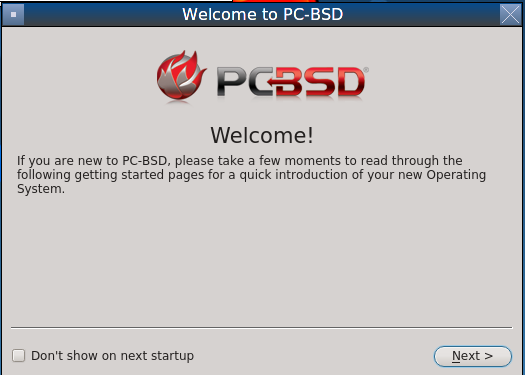 Welcome to PC-BSD
PCBSD®
Welcome!
If you are new to PC-BSD, please take a few moments to read through the
following getting started pages for a quick introduction of your new Operating
System.
Don't show on next startup
Next >